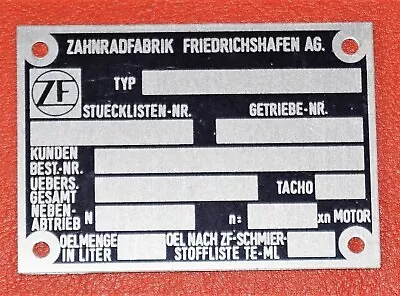 ZAHNRADFABRIK FRIEDRICHSHAFEN AG.
ZF
TYP
STUECKLISTEN-NR. GETRIEBE-NR.
KUNDEN
BEST.-NR.
UEBERS. TACHO
GESAMT
NEBEN- N n: xn MOTOR
ABTRIEB
OELMENGE OEL NACH ZF-SCHMIER-
IN LITER STOFFLISTE TE-ML